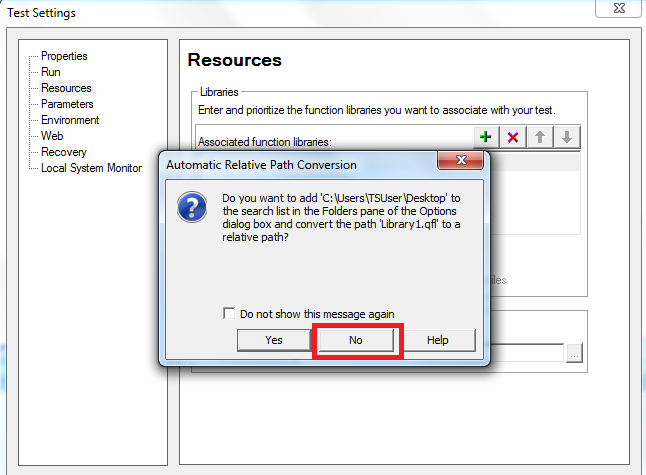 Test Settings
Properties
Run
Resources
Parameters
Environment
Web
Recovery
Local System Monitor
Resources
Libraries
Enter and prioritize the function libraries you want to associate with your test.
Associated function libraries:
Automatic Relative Path Conversion
Do you want to add 'C:\Users\TSUser\Desktop' to
the search list in the Folders pane of the Options
dialog box and convert the path 'Library1.qfl' to a
relative path?
Do not show this message again
Yes
No
Help
...